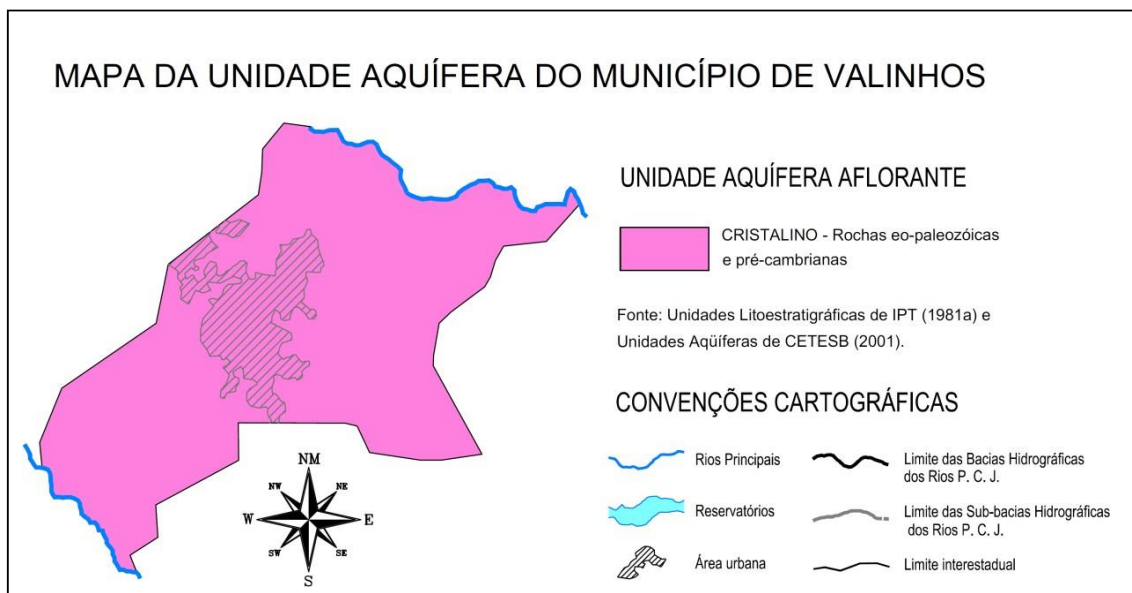 MAPA DA UNIDADE AQUÍFERA DO MUNICÍPIO DE VALINHOS
UNIDADE AQUÍFERA AFLORANTE
CRISTALINO - Rochas eo-paleozóicas
e pré-cambrianas
Fonte: Unidades Litoestratigráficas de IPT (1981a) e
Unidades Aqüíferas de CETESB (2001).
CONVENÇÕES CARTOGRÁFICAS
Rios Principais
Limite das Bacias Hidrográficas
dos Rios P. C. J.
Reservatórios
Limite das Sub-bacias Hidrográficas
dos Rios P. C. J.
Área urbana
Limite interestadual
NM
NW
NE
W
E
SW
SE
S